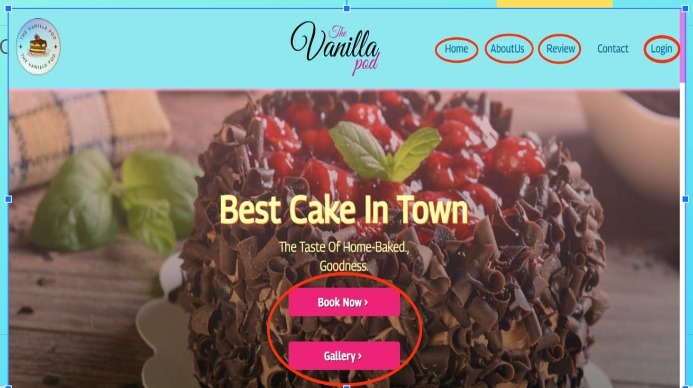 THE VANILLA POD
THE VANILLA POD
The
Vanilla
pod
Home AboutUs Review Contact Login
Best Cake In Town
The Taste Of Home-Baked.,
Goodness.
Book Now ›
Gallery ›